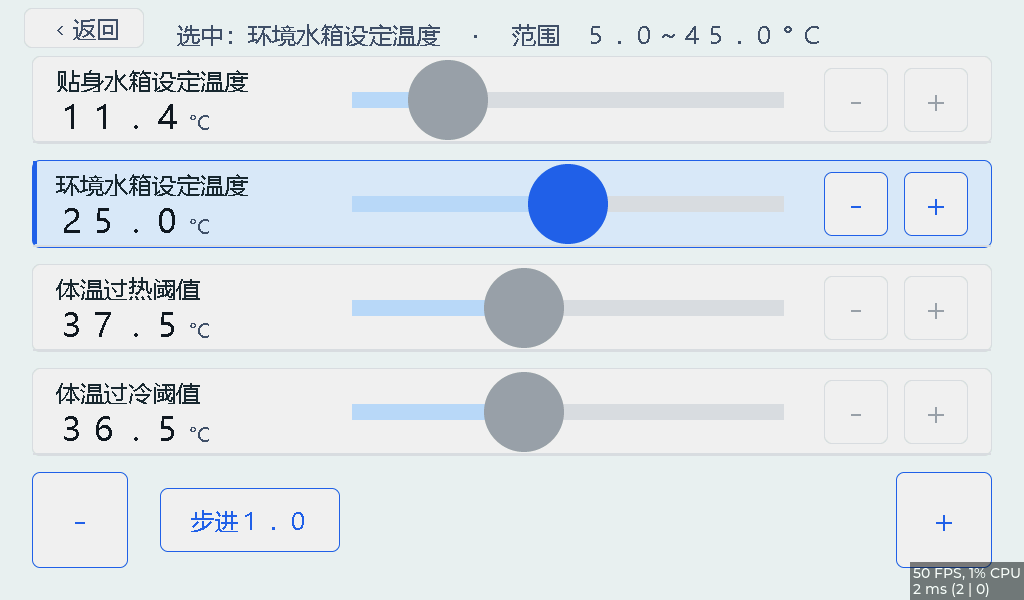 < 返回
选中: 环境水箱设定温度 · 范围 5.0~45.0°C
贴身水箱设定温度
11.4 °C
- +
环境水箱设定温度
25.0 °C
- +
体温过热阈值
37.5 °C
- +
体温过冷阈值
36.5 °C
- +
- 步进1.0 +
50 FPS, 1% CPU
2 ms (2 | 0)